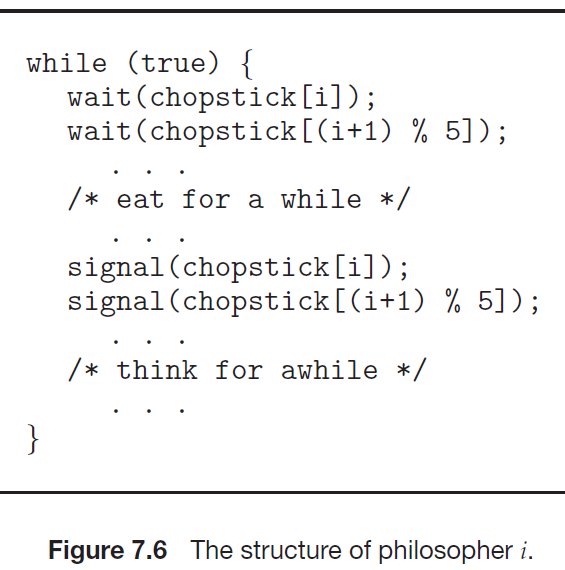 while (true) {
wait(chopstick[i]);
wait(chopstick[(i+1) % 5]);
. . .
/* eat for a while */
. . .
signal(chopstick[i]);
signal(chopstick[(i+1) % 5]);
. . .
/* think for awhile */
. . .
}
Figure 7.6 The structure of philosopher i.